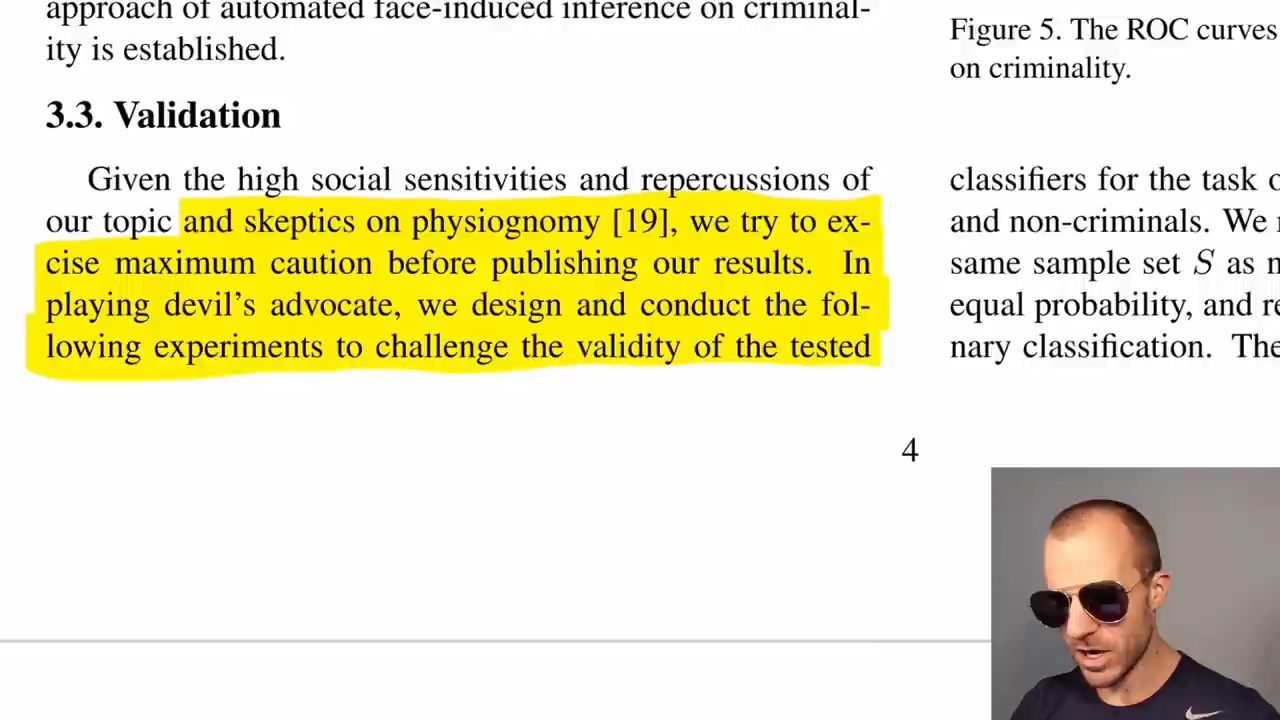 approach of automated face-induced inference on criminal-
ity is established.
3.3. Validation
Given the high social sensitivities and repercussions of
our topic and skeptics on physiognomy [19], we try to ex-
cise maximum caution before publishing our results. In
playing devil's advocate, we design and conduct the fol-
lowing experiments to challenge the validity of the tested
Figure 5. The ROC curves
on criminality.
classifiers for the task
and non-criminals. We
same sample set S as
equal probability, and
nary classification. The
4